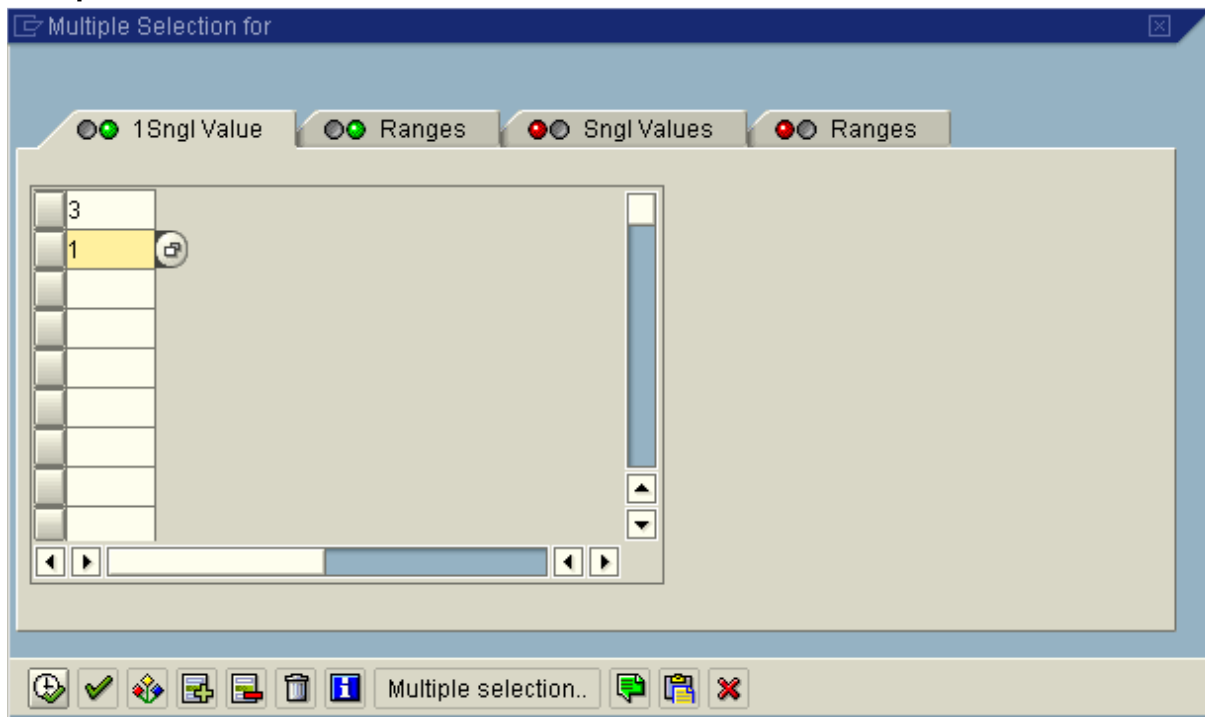 Multiple Selection for
1Sngl Value
Ranges
Sngl Values
Ranges
3
1
Multiple selection..